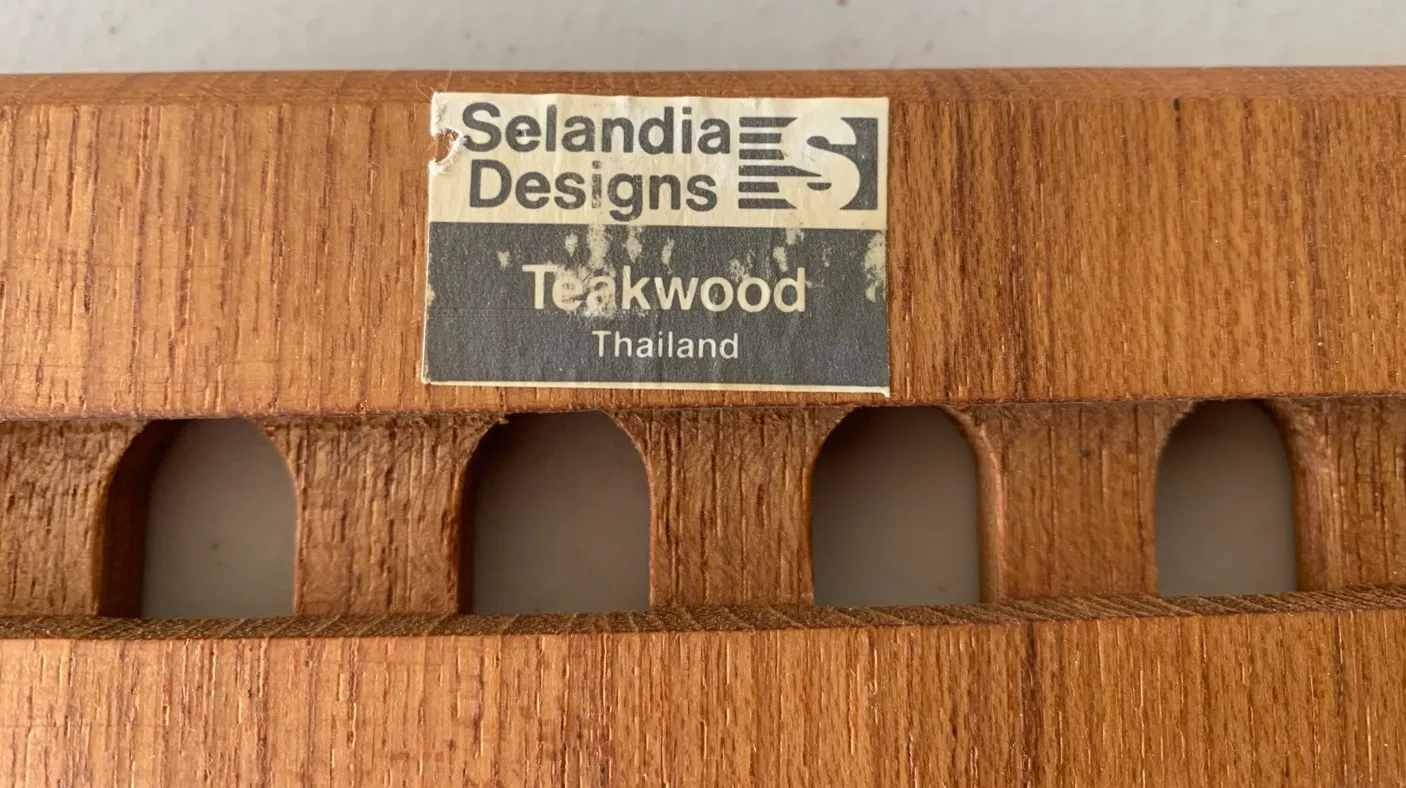 Selandia
Designs
S
Teakwood
Thailand